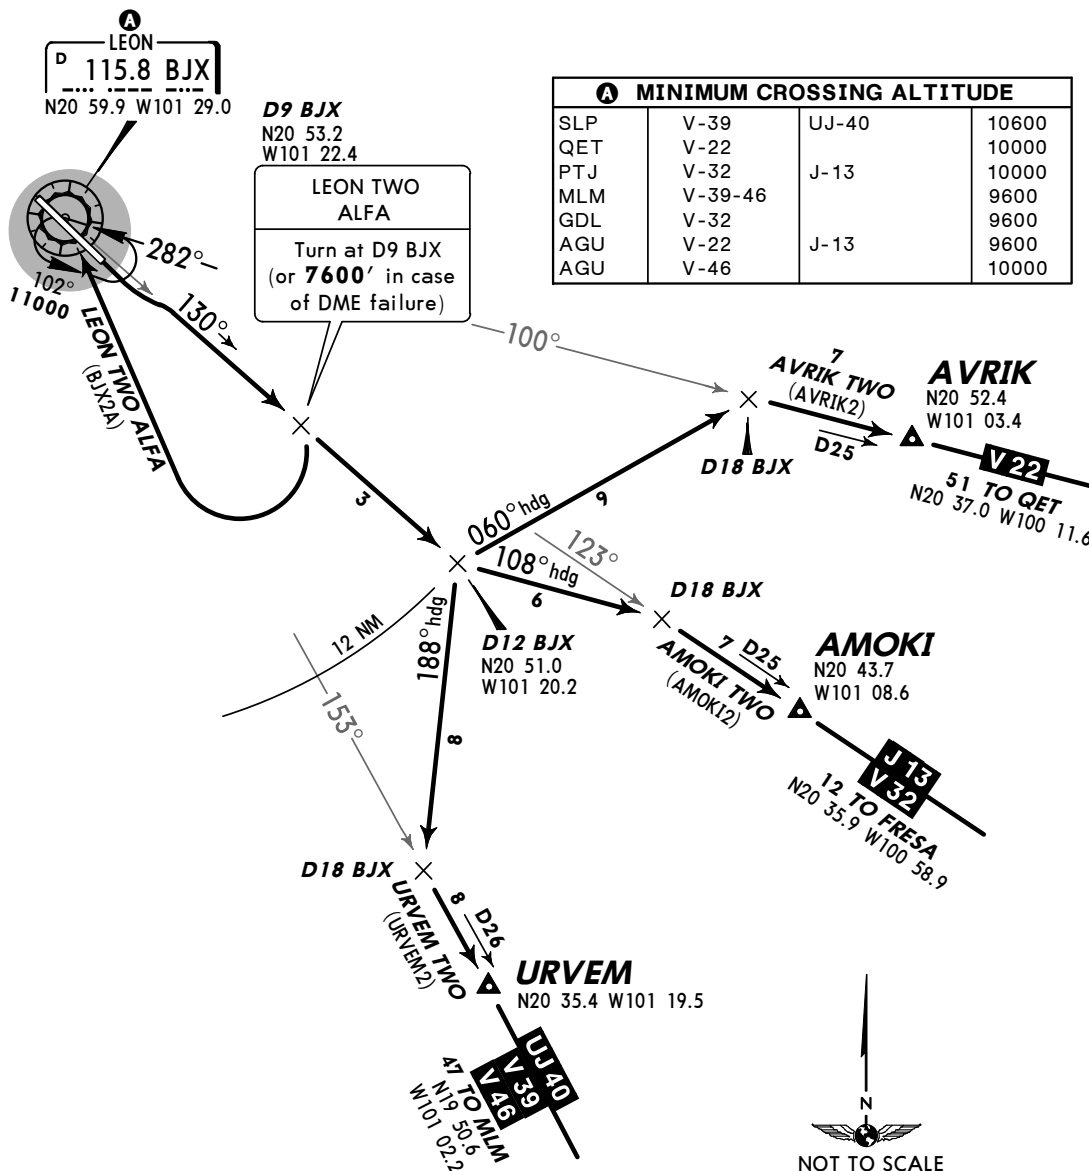 A
LEON
D 115.8 BJX
N20 59.9 W101 29.0
D9 BJX
N20 53.2
W101 22.4
LEON TWO
ALFA
Turn at D9 BJX
(or 7600' in case
of DME failure)
A MINIMUM CROSSING ALTITUDE
SLP V-39 UJ-40 10600
QET V-22 10000
PTJ V-32 J-13 10000
MLM V-39-46 9600
GDL V-32 9600
AGU V-22 J-13 9600
AGU V-46 10000
282°
102°
11000
130°
LEON TWO ALFA
(BJX2A)
100°
7
AVRIK TWO
(AVRIK2)
D25
AVRIK
N20 52.4
W101 03.4
D18 BJX
V 22
51 TO QET
N20 37.0 W100 11.6
3
060° hdg
9
123°
108° hdg
6
D18 BJX
D12 BJX
N20 51.0
W101 20.2
12 NM
188° hdg
8
153°
7 D25
AMOKI TWO
(AMOKI2)
AMOKI
N20 43.7
W101 08.6
J 13
V 32
12 TO FRESA
N20 35.9 W100 58.9
D18 BJX
8 D26
URVEM TWO
(URVEM2)
URVEM
N20 35.4 W101 19.5
UJ 40
V 39
V 46
47 TO MLM
N19 50.6
W101 02.2
N
NOT TO SCALE